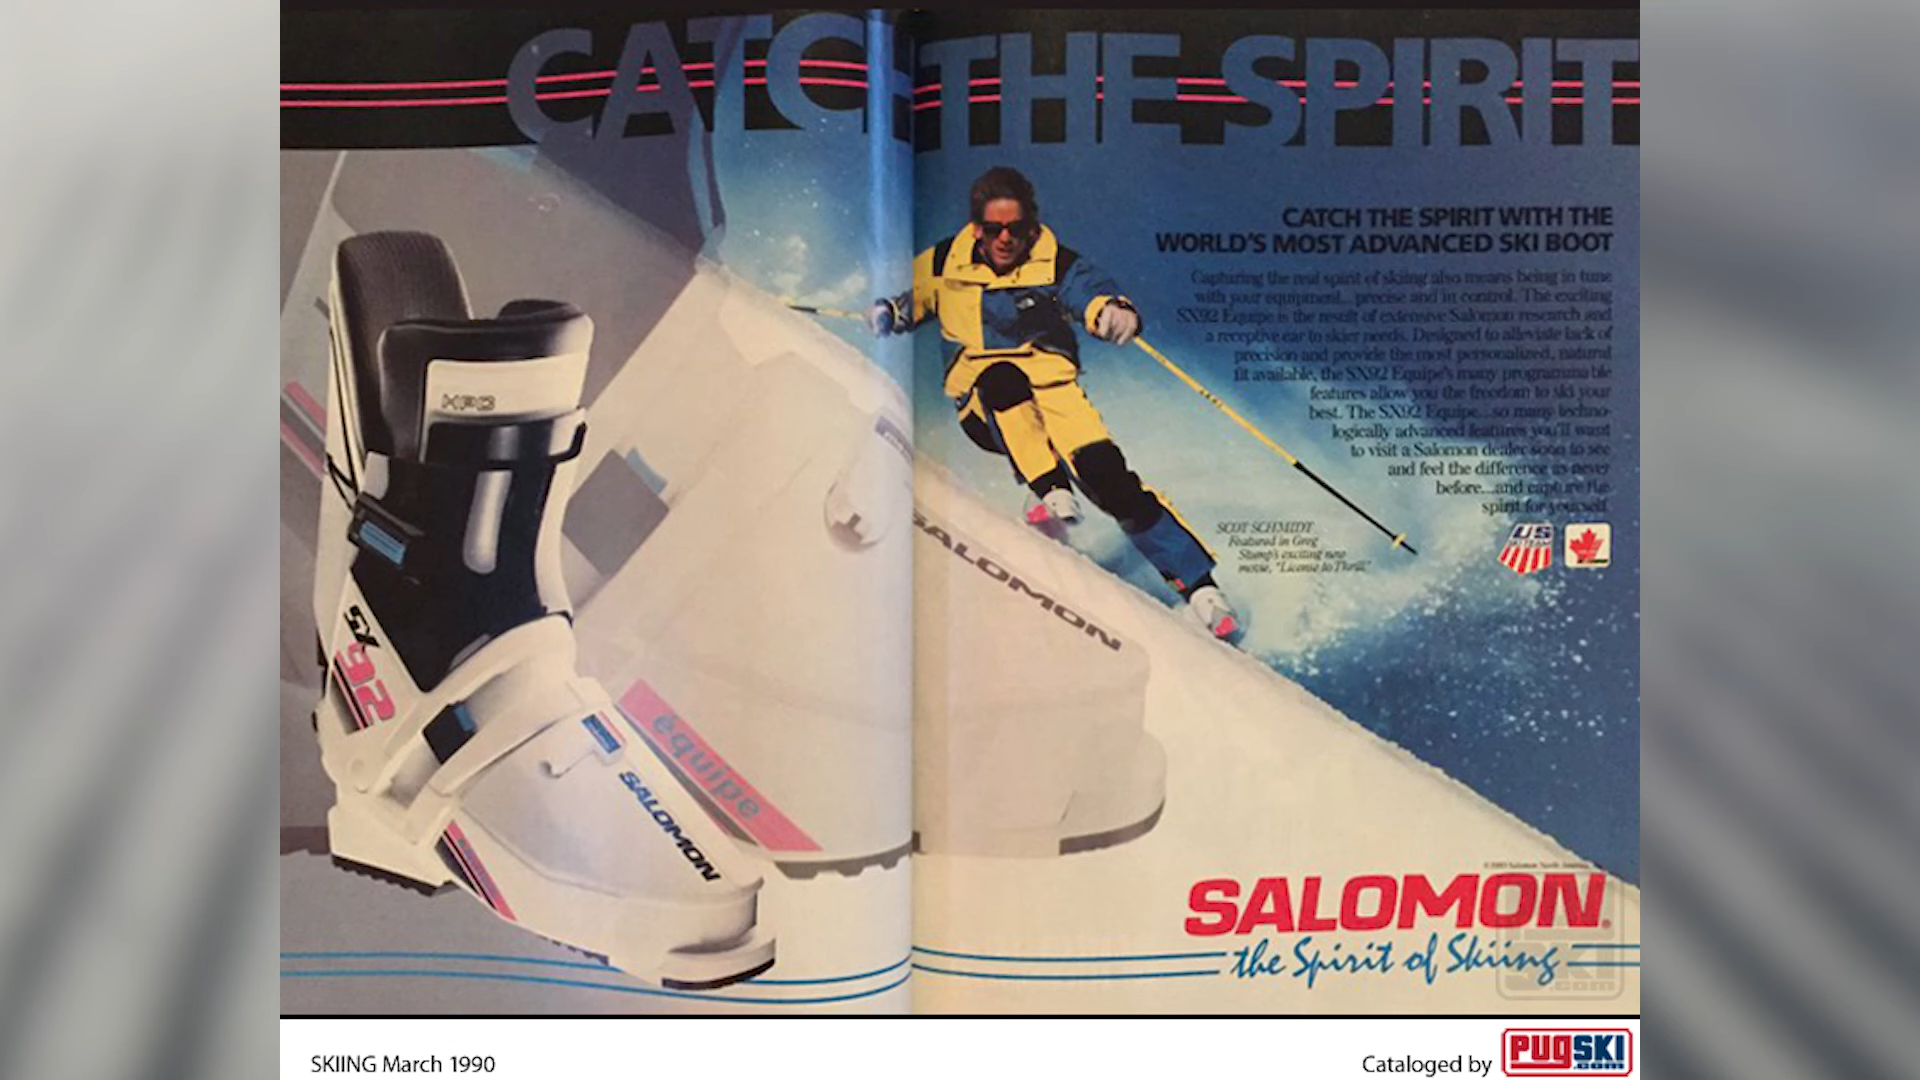 CATCH THE SPIRIT
CATCH THE SPIRIT WITH THE
WORLD'S MOST ADVANCED SKI BOOT
Capturing the real spirit of skiing also means being in tune
with your equipment... precise and in control. The exciting
SX92 Equipe is the result of extensive Salomon research and
a receptive ear to skier needs. Designed to alleviate lack of
precision and provide the most personalized, natural
fit available, the SX92 Equipe's many programmable
features allow you the freedom to ski your
best. The SX92 Equipe...so many techno-
logically advanced features you'll want
to visit a Salomon dealer soon to see
and feel the difference as never
before...and capture the
spirit for yourself.
SCOT SCHMIDT
Featured in Greg
Stump's exciting new
movie, "License to Thrill"
US
SKI TEAM
SX
92
equipe
SALOMON
SALOMON
SALOMON
the Spirit of Skiing
SKIING March 1990
Cataloged by PUGSKI
.com